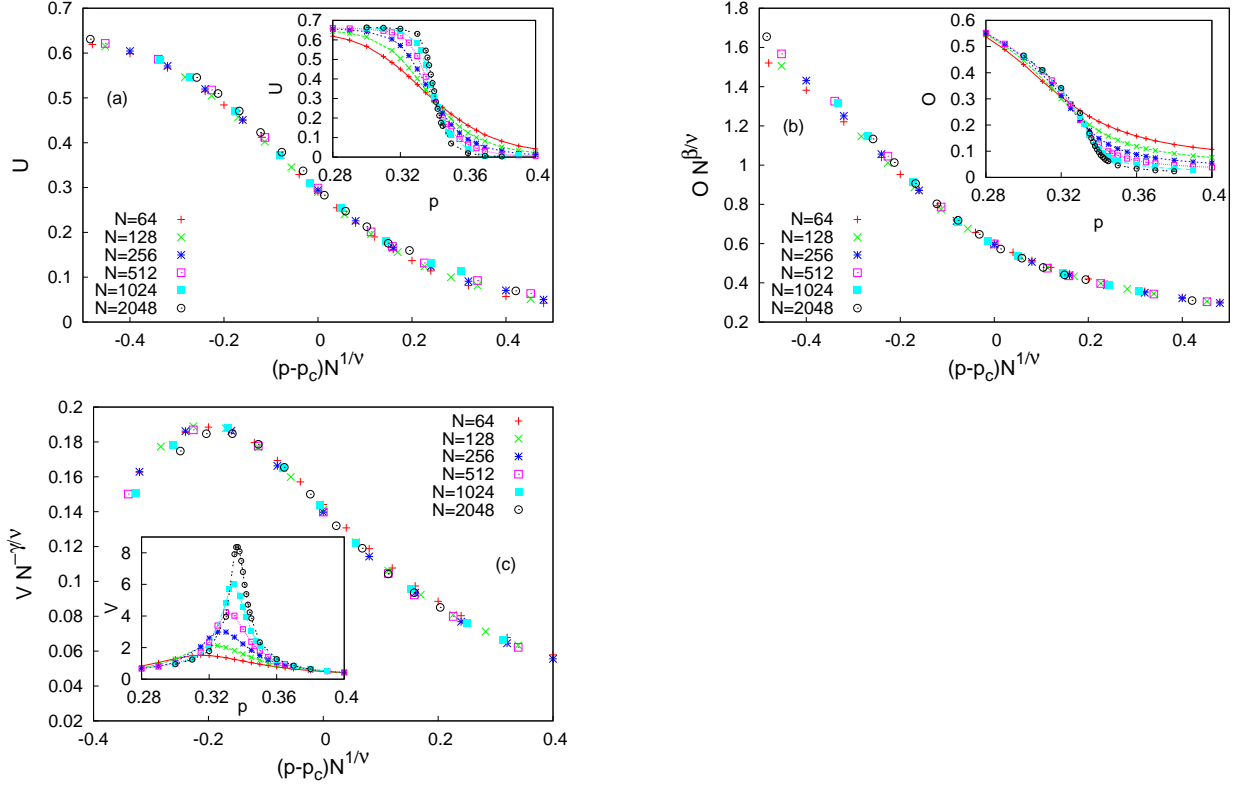 0.7
0.6
0.5
0.4
0.3
0.2
0.1
0
U
(a)
N=64
N=128
N=256
N=512
N=1024
N=2048
-0.4 -0.2 0 0.2 0.4
(p-p_c)N^{1/ν}
0.7
0.6
0.5
0.4
0.3
0.2
0.1
0
U
0.28 0.32 0.36 0.4
p
1.8
1.6
1.4
1.2
1
0.8
0.6
0.4
0.2
O N^{β/ν}
(b)
N=64
N=128
N=256
N=512
N=1024
N=2048
-0.4 -0.2 0 0.2 0.4
(p-p_c)N^{1/ν}
0.6
0.5
0.4
0.3
0.2
0.1
0
O
0.28 0.32 0.36 0.4
p
0.2
0.18
0.16
0.14
0.12
0.1
0.08
0.06
0.04
0.02
V N^{-γ/ν}
N=64
N=128
N=256
N=512
N=1024
N=2048
(c)
-0.4 -0.2 0 0.2 0.4
(p-p_c)N^{1/ν}
8
6
4
2
0
V
0.28 0.32 0.36 0.4
p